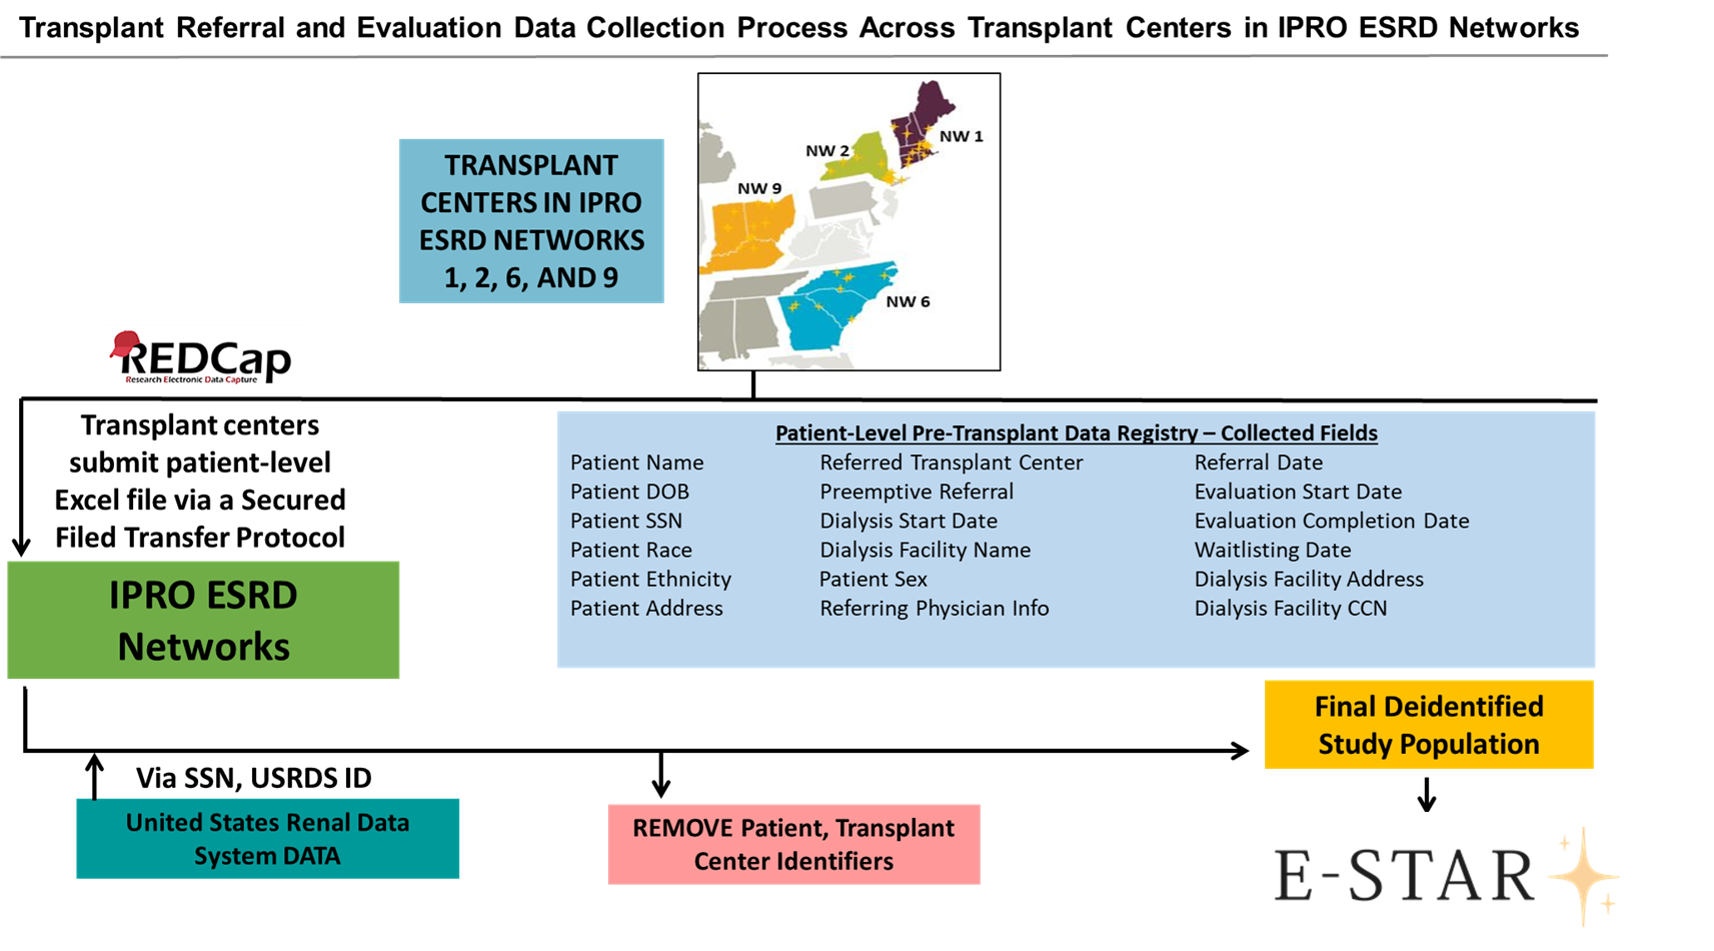 Transplant Referral and Evaluation Data Collection Process Across Transplant Centers in IPRO ESRD Networks
TRANSPLANT
CENTERS IN IPRO
ESRD NETWORKS
1, 2, 6, AND 9
NW 1
NW 2
NW 9
NW 6
REDCap
Research Electronic Data Capture
Transplant centers
submit patient-level
Excel file via a Secured
Filed Transfer Protocol
IPRO ESRD
Networks
Patient-Level Pre-Transplant Data Registry – Collected Fields
Patient Name Referred Transplant Center Referral Date
Patient DOB Preemptive Referral Evaluation Start Date
Patient SSN Dialysis Start Date Evaluation Completion Date
Patient Race Dialysis Facility Name Waitlisting Date
Patient Ethnicity Patient Sex Dialysis Facility Address
Patient Address Referring Physician Info Dialysis Facility CCN
Final Deidentified
Study Population
Via SSN, USRDS ID
United States Renal Data
System DATA
REMOVE Patient, Transplant
Center Identifiers
E-STAR